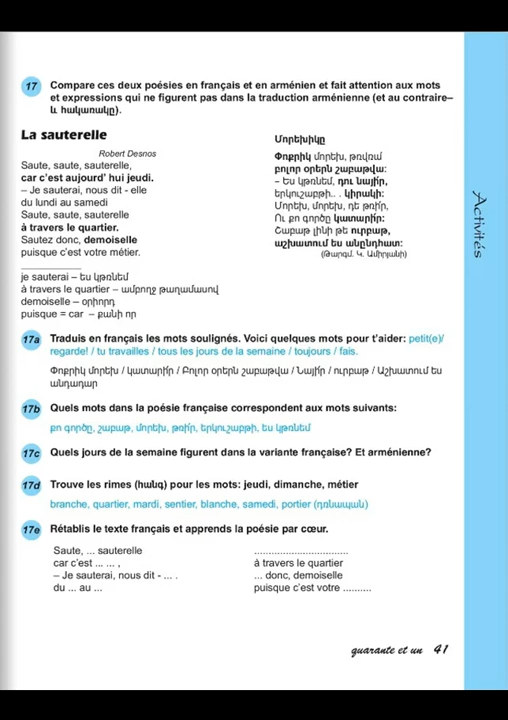 17 Compare ces deux poésies en français et en arménien et fait attention aux mots
et expressions qui ne figurent pas dans la traduction arménienne (et au contraire–
և հակառակը).
La sauterelle
Robert Desnos
Saute, saute, sauterelle,
car c'est aujourd' hui jeudi.
– Je sauterai, nous dit - elle
du lundi au samedi
Saute, saute, sauterelle
à travers le quartier.
Sautez donc, demoiselle
puisque c'est votre métier.
je sauterai – ես կթռնեմ
à travers le quartier – ամբողջ թաղամասով
demoiselle – օրիորդ
puisque = car – քանի որ
Մորեխիկը
Փոքրիկ մորեխ, թռվռա՛
բոլոր օրերն շաբաթվա:
– Ես կթռնեմ, դու նայի՛ր,
երկուշաբթի.. . կիրակի:
Մորեխ, մորեխ, դե թռի՛ր,
Ու քո գործը կատարի՛ր:
Շաբաթ լինի թե ուրբաթ,
աշխատում ես անընդհատ:
(Թարգմ. Կ. Ամիրյանի)
Activités
17a Traduis en français les mots soulignés. Voici quelques mots pour t'aider: petit(e)/
regarde! / tu travailles / tous les jours de la semaine / toujours / fais.
Փոքրիկ մորեխ / կատարի՛ր / Բոլոր օրերն շաբաթվա / Նայի՛ր / ուրբաթ / Աշխատում ես
անդադար
17b Quels mots dans la poésie française correspondent aux mots suivants:
քո գործը, շաբաթ, մորեխ, թռի՛ր, երկուշաբթի, ես կթռնեմ
17c Quels jours de la semaine figurent dans la variante française? Et arménienne?
17d Trouve les rimes (հանգ) pour les mots: jeudi, dimanche, métier
branche, quartier, mardi, sentier, blanche, samedi, portier (դռնապան)
17e Rétablis le texte français et apprends la poésie par cœur.
Saute, ... sauterelle
car c'est ... ... ,
– Je sauterai, nous dit - ... .
du ... au ...
.................................
à travers le quartier
... donc, demoiselle
puisque c'est votre ..........
quarante et un 41